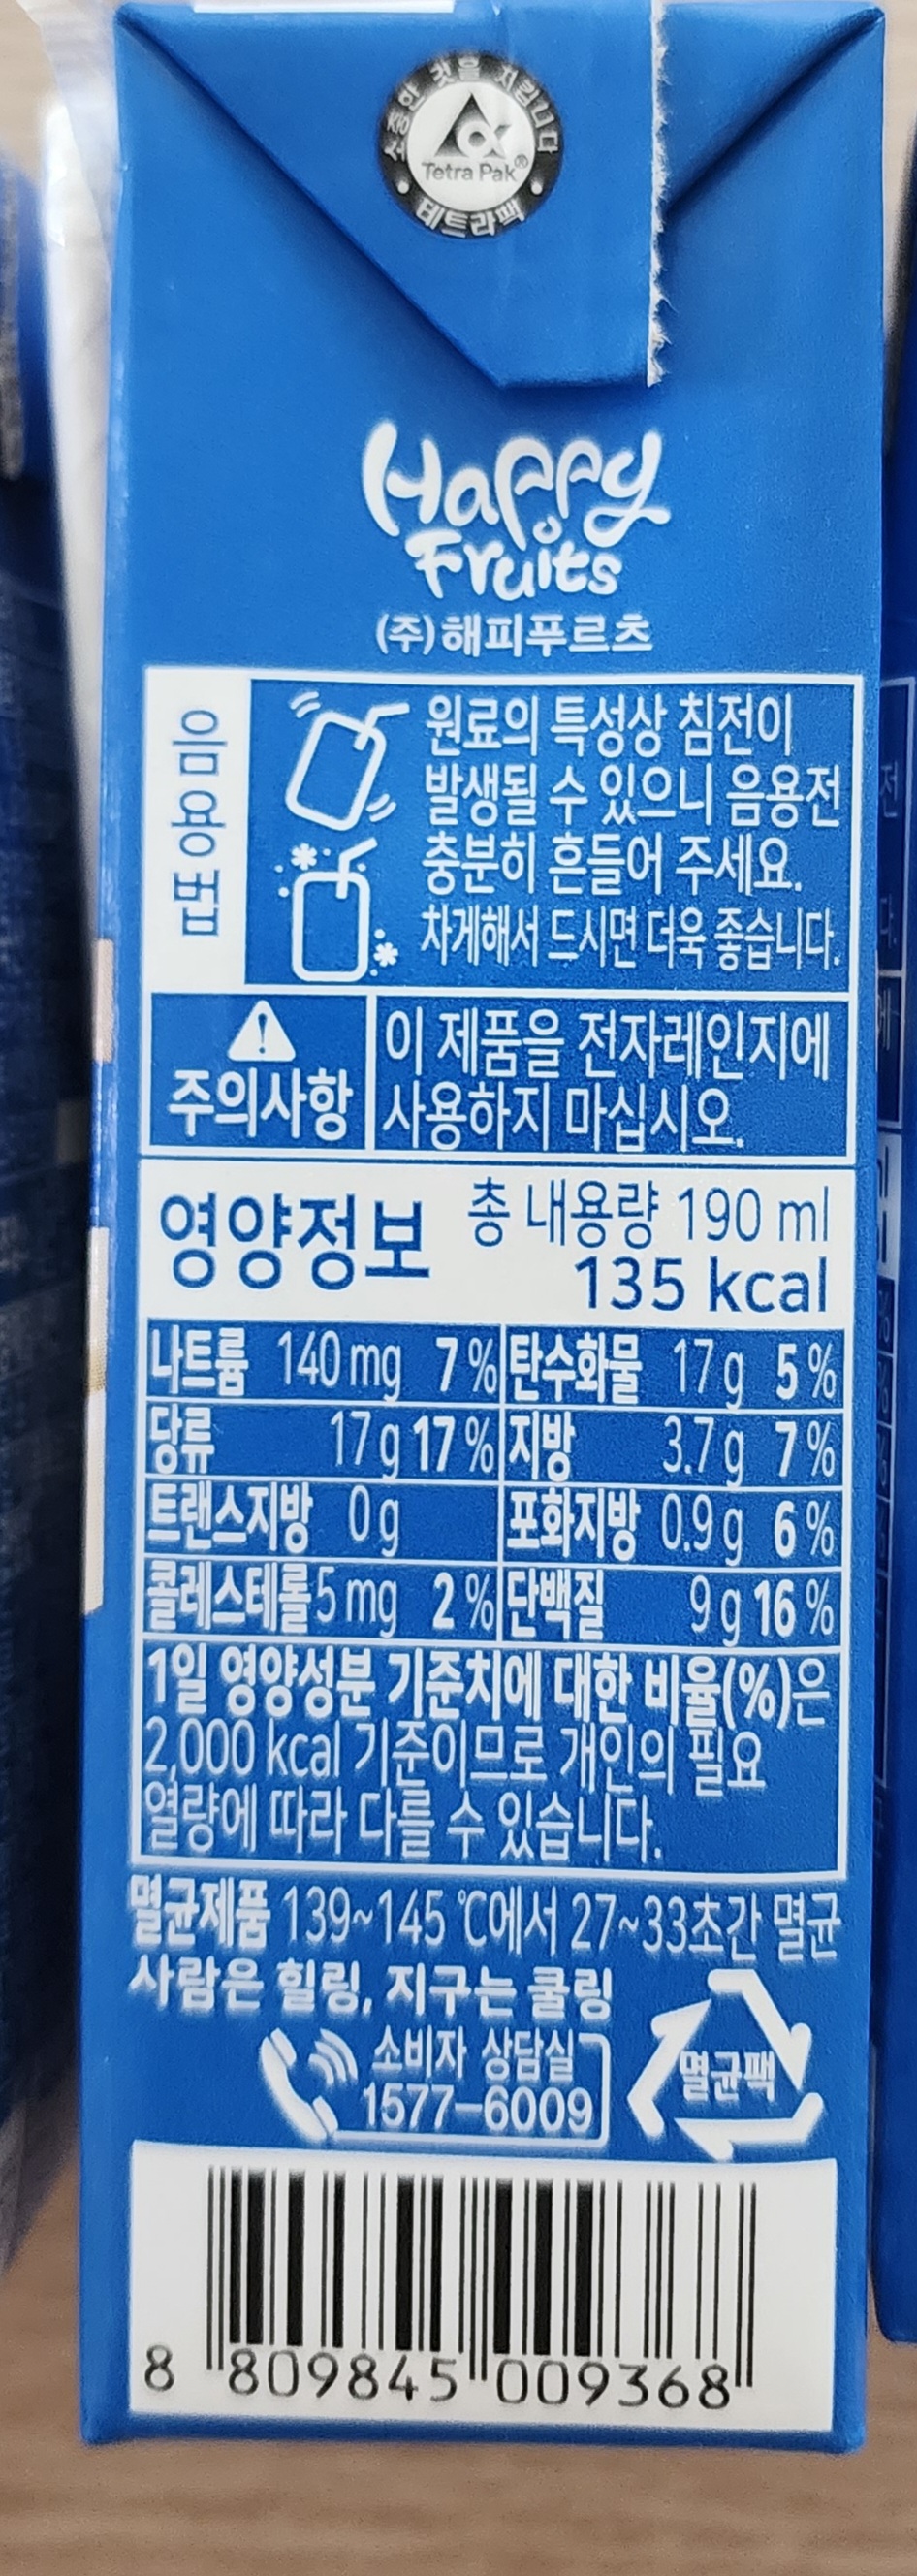 소중한 것을 지킵니다
Tetra Pak®
테트라팩
Happy
Fruits
(주)해피푸르츠
음용법
원료의 특성상 침전이
발생될 수 있으니 음용전
충분히 흔들어 주세요.
차게해서 드시면 더욱 좋습니다.
주의사항
이 제품을 전자레인지에
사용하지 마십시오.
영양정보 총 내용량 190 ml
135 kcal
나트륨 140 mg 7 % 탄수화물 17 g 5 %
당류 17 g 17 % 지방 3.7 g 7 %
트랜스지방 0 g 포화지방 0.9 g 6 %
콜레스테롤 5 mg 2 % 단백질 9 g 16 %
1일 영양성분 기준치에 대한 비율(%)은
2,000 kcal 기준이므로 개인의 필요
열량에 따라 다를 수 있습니다.
멸균제품 139~145 ℃에서 27~33초간 멸균
사람은 힐링, 지구는 쿨링
소비자 상담실
1577-6009
멸균팩
8 809845 009368